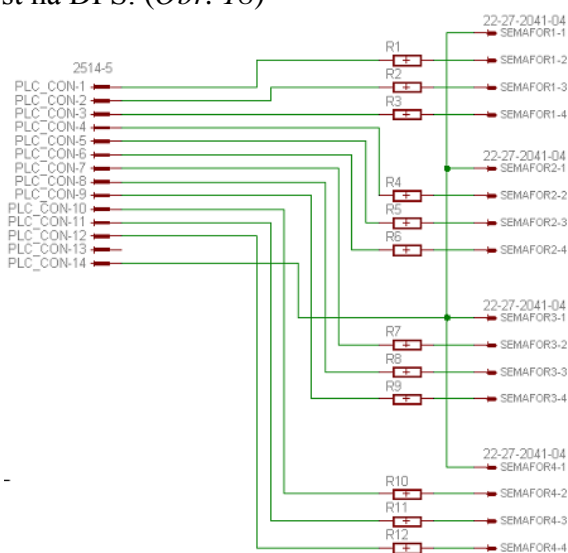 st na DPS. (Obr. 18)
2514-5
PLC_CON-1
PLC_CON-2
PLC_CON-3
PLC_CON-4
PLC_CON-5
PLC_CON-6
PLC_CON-7
PLC_CON-8
PLC_CON-9
PLC_CON-10
PLC_CON-11
PLC_CON-12
PLC_CON-13
PLC_CON-14
R1
R2
R3
R4
R5
R6
R7
R8
R9
R10
R11
R12
22-27-2041-04
SEMAFOR1-1
SEMAFOR1-2
SEMAFOR1-3
SEMAFOR1-4
22-27-2041-04
SEMAFOR2-1
SEMAFOR2-2
SEMAFOR2-3
SEMAFOR2-4
22-27-2041-04
SEMAFOR3-1
SEMAFOR3-2
SEMAFOR3-3
SEMAFOR3-4
22-27-2041-04
SEMAFOR4-1
SEMAFOR4-2
SEMAFOR4-3
SEMAFOR4-4
-